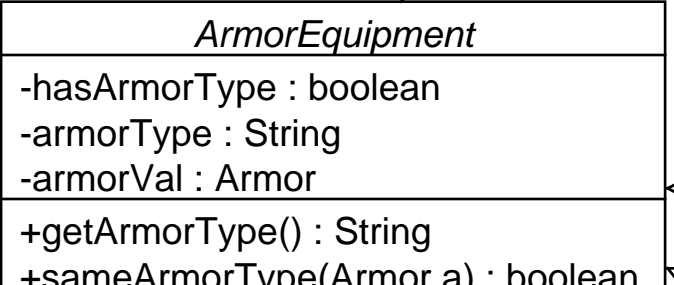 ArmorEquipment
-hasArmorType : boolean
-armorType : String
-armorVal : Armor
+getArmorType() : String
+sameArmorType(Armor a) : boolean